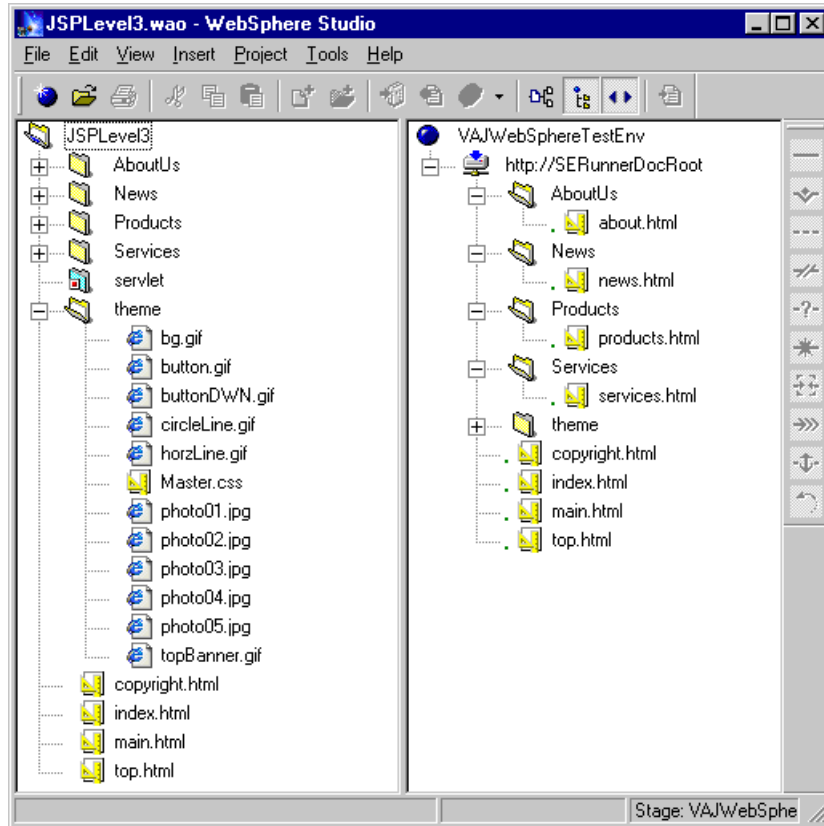 JSPLevel3.wao - WebSphere Studio
File Edit View Insert Project Tools Help
JSPLevel3
AboutUs
News
Products
Services
servlet
theme
bg.gif
button.gif
buttonDWN.gif
circleLine.gif
horzLine.gif
Master.css
photo01.jpg
photo02.jpg
photo03.jpg
photo04.jpg
photo05.jpg
topBanner.gif
copyright.html
index.html
main.html
top.html
VAJWebSphereTestEnv
http://SERunnerDocRoot
AboutUs
about.html
News
news.html
Products
products.html
Services
services.html
theme
copyright.html
index.html
main.html
top.html
-?-
Stage: VAJWebSphe